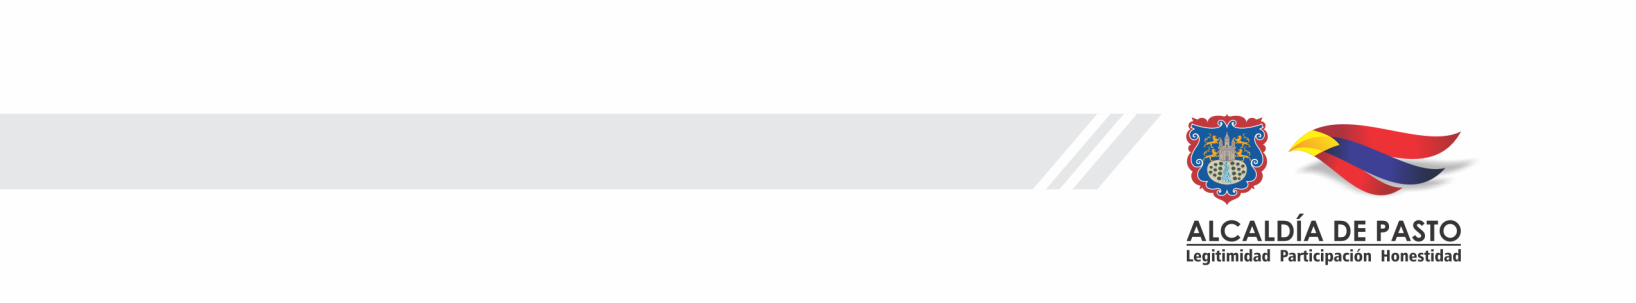 ALCALDÍA DE PASTO
Legitimidad Participación Honestidad